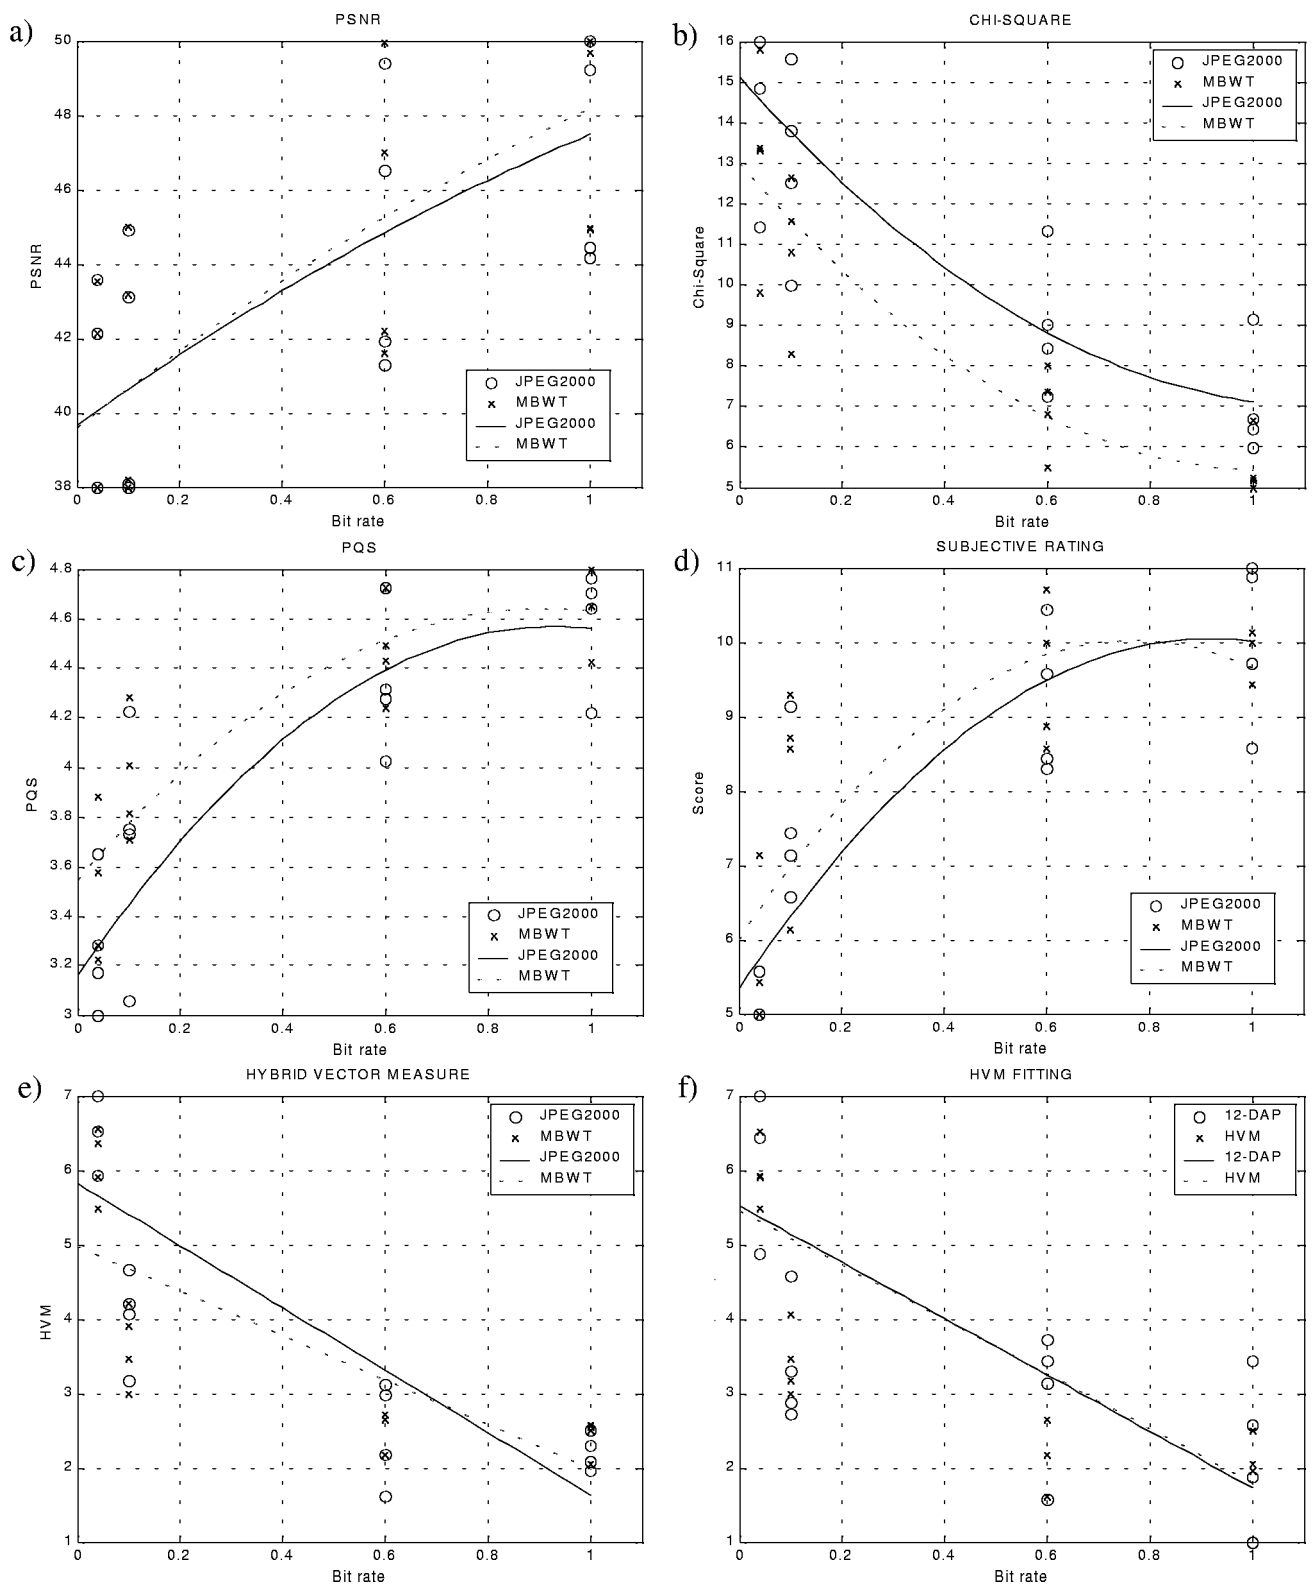 a)
PSNR
50
48
46
44
42
40
38
PSNR
0
0.2
0.4
0.6
0.8
1
Bit rate
JPEG2000
MBWT
JPEG2000
MBWT
b)
CHI-SQUARE
16
15
14
13
12
11
10
9
8
7
6
5
Chi-Square
0
0.2
0.4
0.6
0.8
1
Bit rate
JPEG2000
MBWT
JPEG2000
MBWT
c)
PQS
4.8
4.6
4.4
4.2
4
3.8
3.6
3.4
3.2
3
PQS
0
0.2
0.4
0.6
0.8
1
Bit rate
JPEG2000
MBWT
JPEG2000
MBWT
d)
SUBJECTIVE RATING
11
10
9
8
7
6
5
Score
0
0.2
0.4
0.6
0.8
1
Bit rate
JPEG2000
MBWT
JPEG2000
MBWT
e)
HYBRID VECTOR MEASURE
7
6
5
4
3
2
1
HVM
0
0.2
0.4
0.6
0.8
1
Bit rate
JPEG2000
MBWT
JPEG2000
MBWT
f)
HVM FITTING
7
6
5
4
3
2
1
0
0.2
0.4
0.6
0.8
1
Bit rate
12-DAP
HVM
12-DAP
HVM